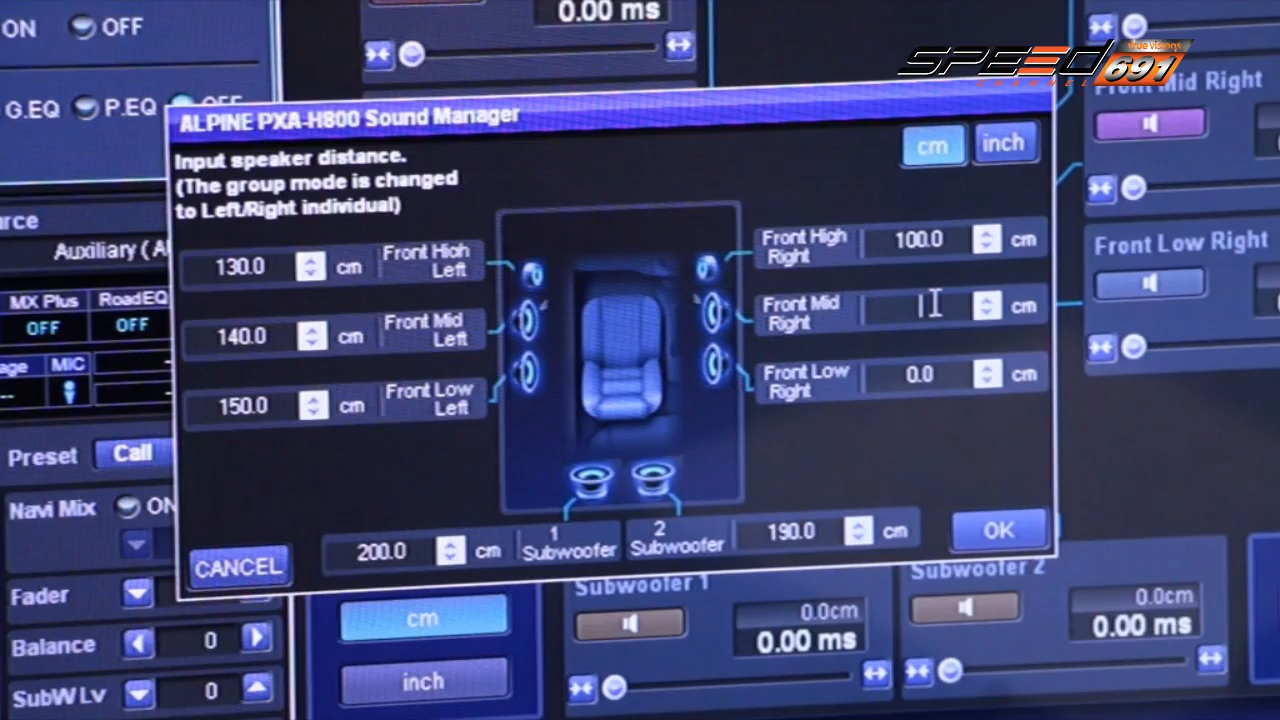 ON OFF
0.00 ms
SPEED
CHANNEL
true visions
691
G.EQ P.EQ OFF
Front Mid Right
ALPINE PXA-H800 Sound Manager
cm inch
Input speaker distance.
(The group mode is changed
to Left/Right individual)
Auxiliary
MX Plus RoadEQ
OFF OFF
MIC
130.0 cm Front High
Left
Front High
Right 100.0 cm
Front Low Right
140.0 cm Front Mid
Left
Front Mid
Right cm
150.0 cm Front Low
Left
Front Low
Right 0.0 cm
Preset Call
Navi Mix ON
200.0 cm 1
Subwoofer
2
Subwoofer 190.0 cm
OK
CANCEL
Fader
Balance 0
SubW Lv 0
cm
inch
Subwoofer 1
0.0cm
0.00 ms
Subwoofer 2
0.0cm
0.00 ms